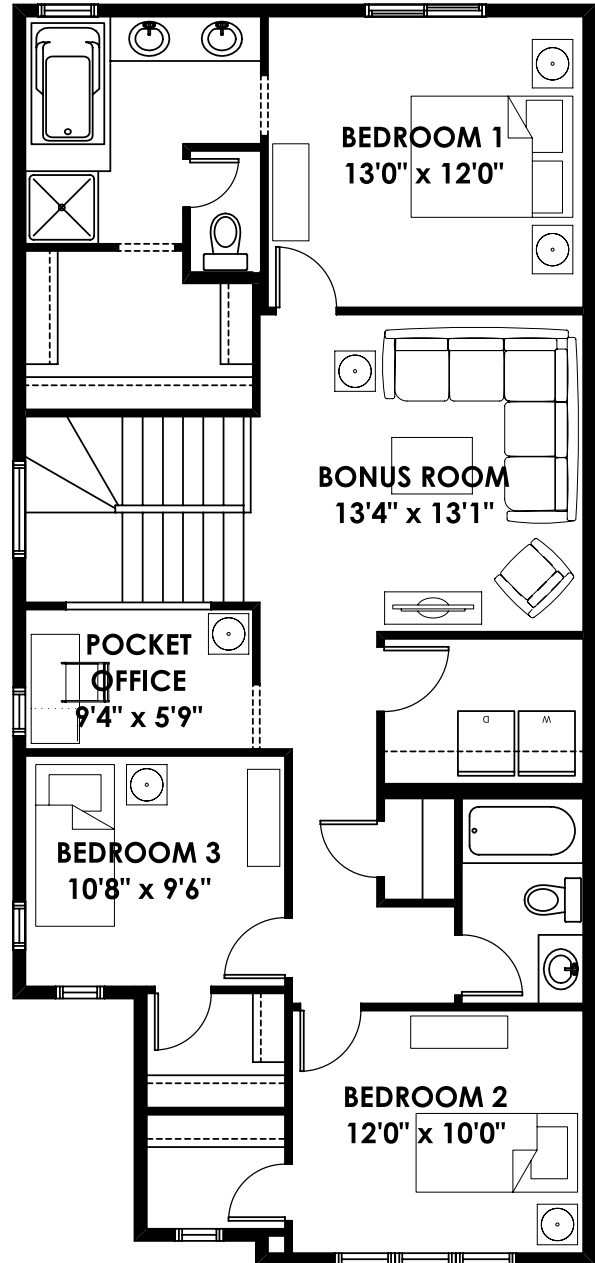 BEDROOM 1
13'0" x 12'0"
BONUS ROOM
13'4" x 13'1"
POCKET
OFFICE
9'4" x 5'9"
D
W
BEDROOM 3
10'8" x 9'6"
BEDROOM 2
12'0" x 10'0"